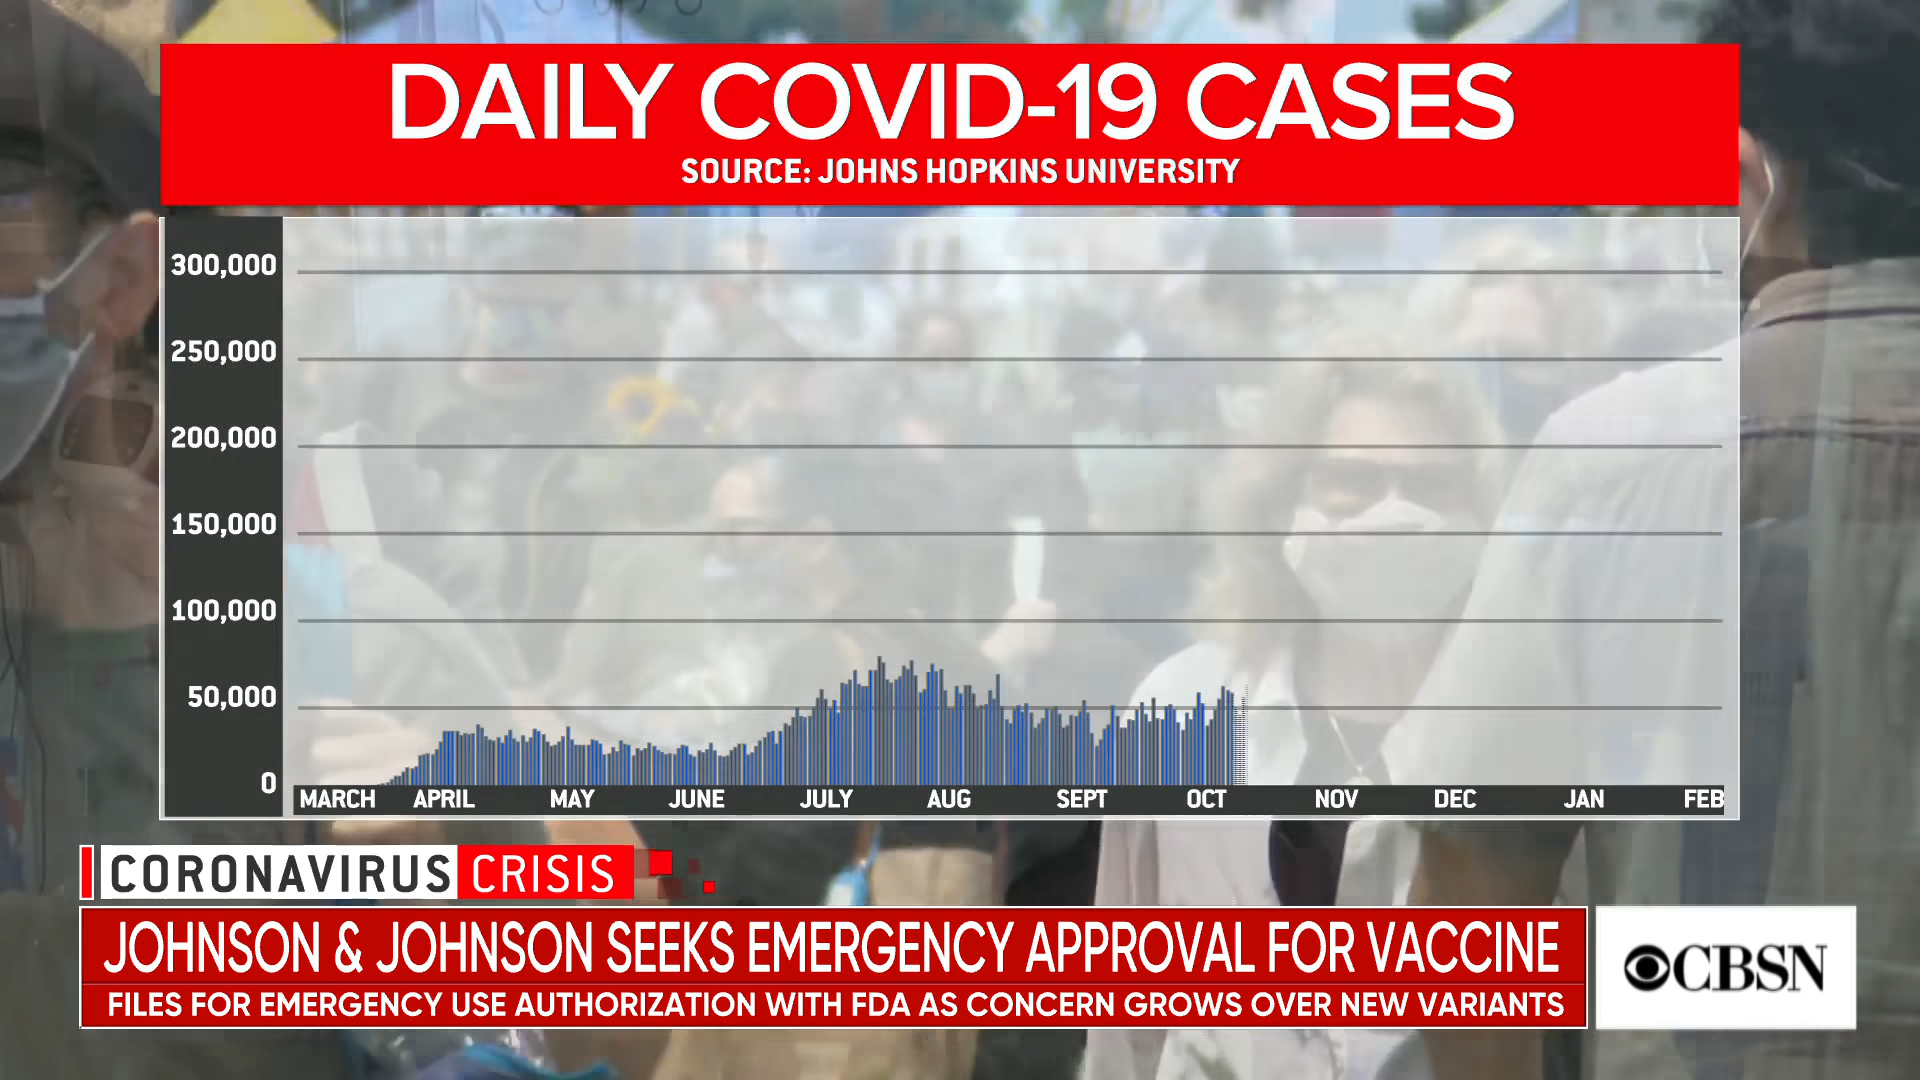 DAILY COVID-19 CASES
SOURCE: JOHNS HOPKINS UNIVERSITY
300,000
250,000
200,000
150,000
100,000
50,000
0
MARCH APRIL MAY JUNE JULY AUG SEPT OCT NOV DEC JAN FEB
CORONAVIRUS CRISIS
JOHNSON & JOHNSON SEEKS EMERGENCY APPROVAL FOR VACCINE
FILES FOR EMERGENCY USE AUTHORIZATION WITH FDA AS CONCERN GROWS OVER NEW VARIANTS
CBSN